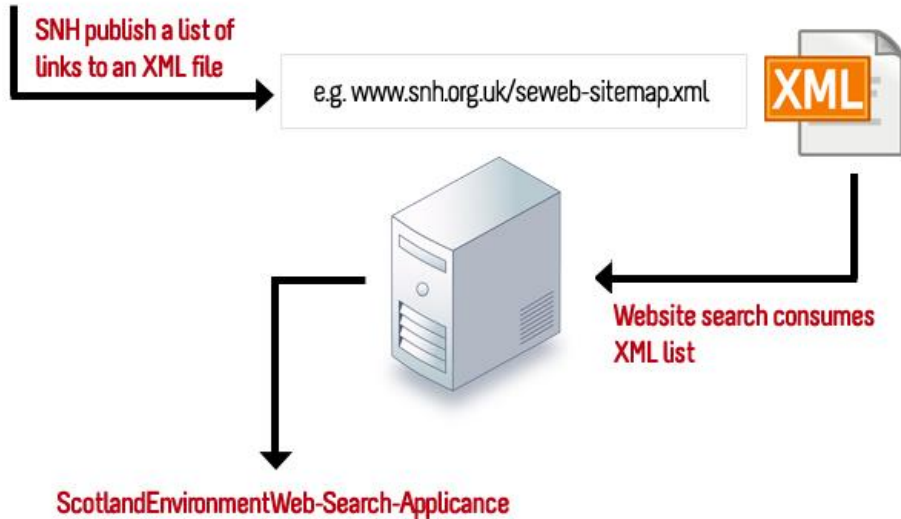 SNH publish a list of
links to an XML file
e.g. www.snh.org.uk/seweb-sitemap.xml
XML
Website search consumes
XML list
ScotlandEnvironmentWeb-Search-Applicance